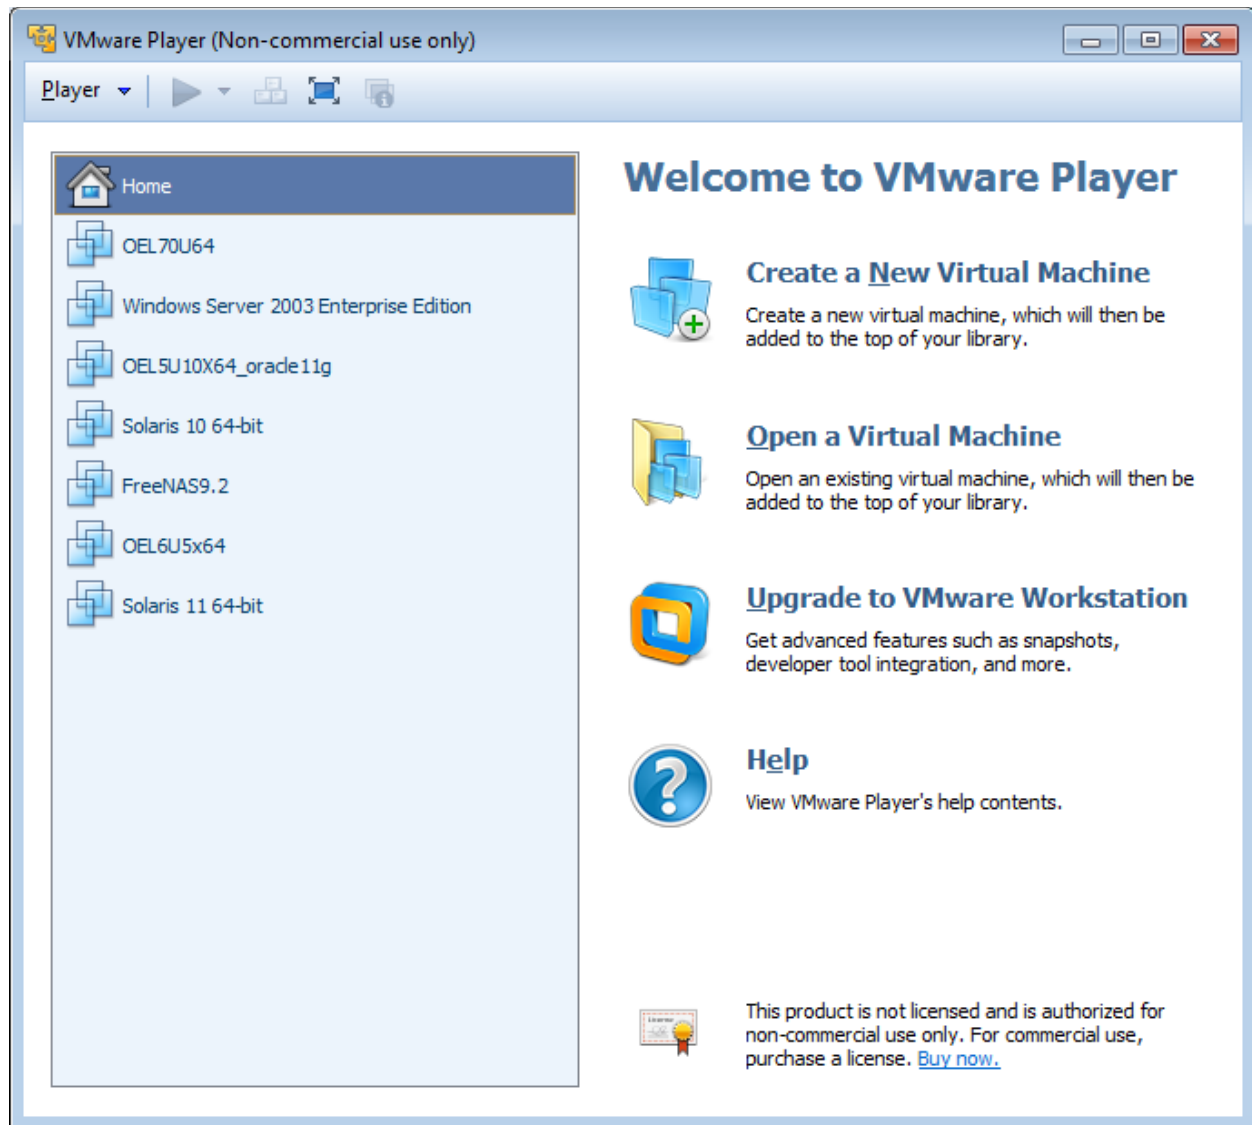 VMware Player (Non-commercial use only)
Player
Home
OEL70U64
Windows Server 2003 Enterprise Edition
OEL5U10X64_oracle11g
Solaris 10 64-bit
FreeNAS9.2
OEL6U5x64
Solaris 11 64-bit
Welcome to VMware Player
Create a New Virtual Machine
Create a new virtual machine, which will then be
added to the top of your library.
Open a Virtual Machine
Open an existing virtual machine, which will then be
added to the top of your library.
Upgrade to VMware Workstation
Get advanced features such as snapshots,
developer tool integration, and more.
Help
View VMware Player's help contents.
This product is not licensed and is authorized for
non-commercial use only. For commercial use,
purchase a license. Buy now.